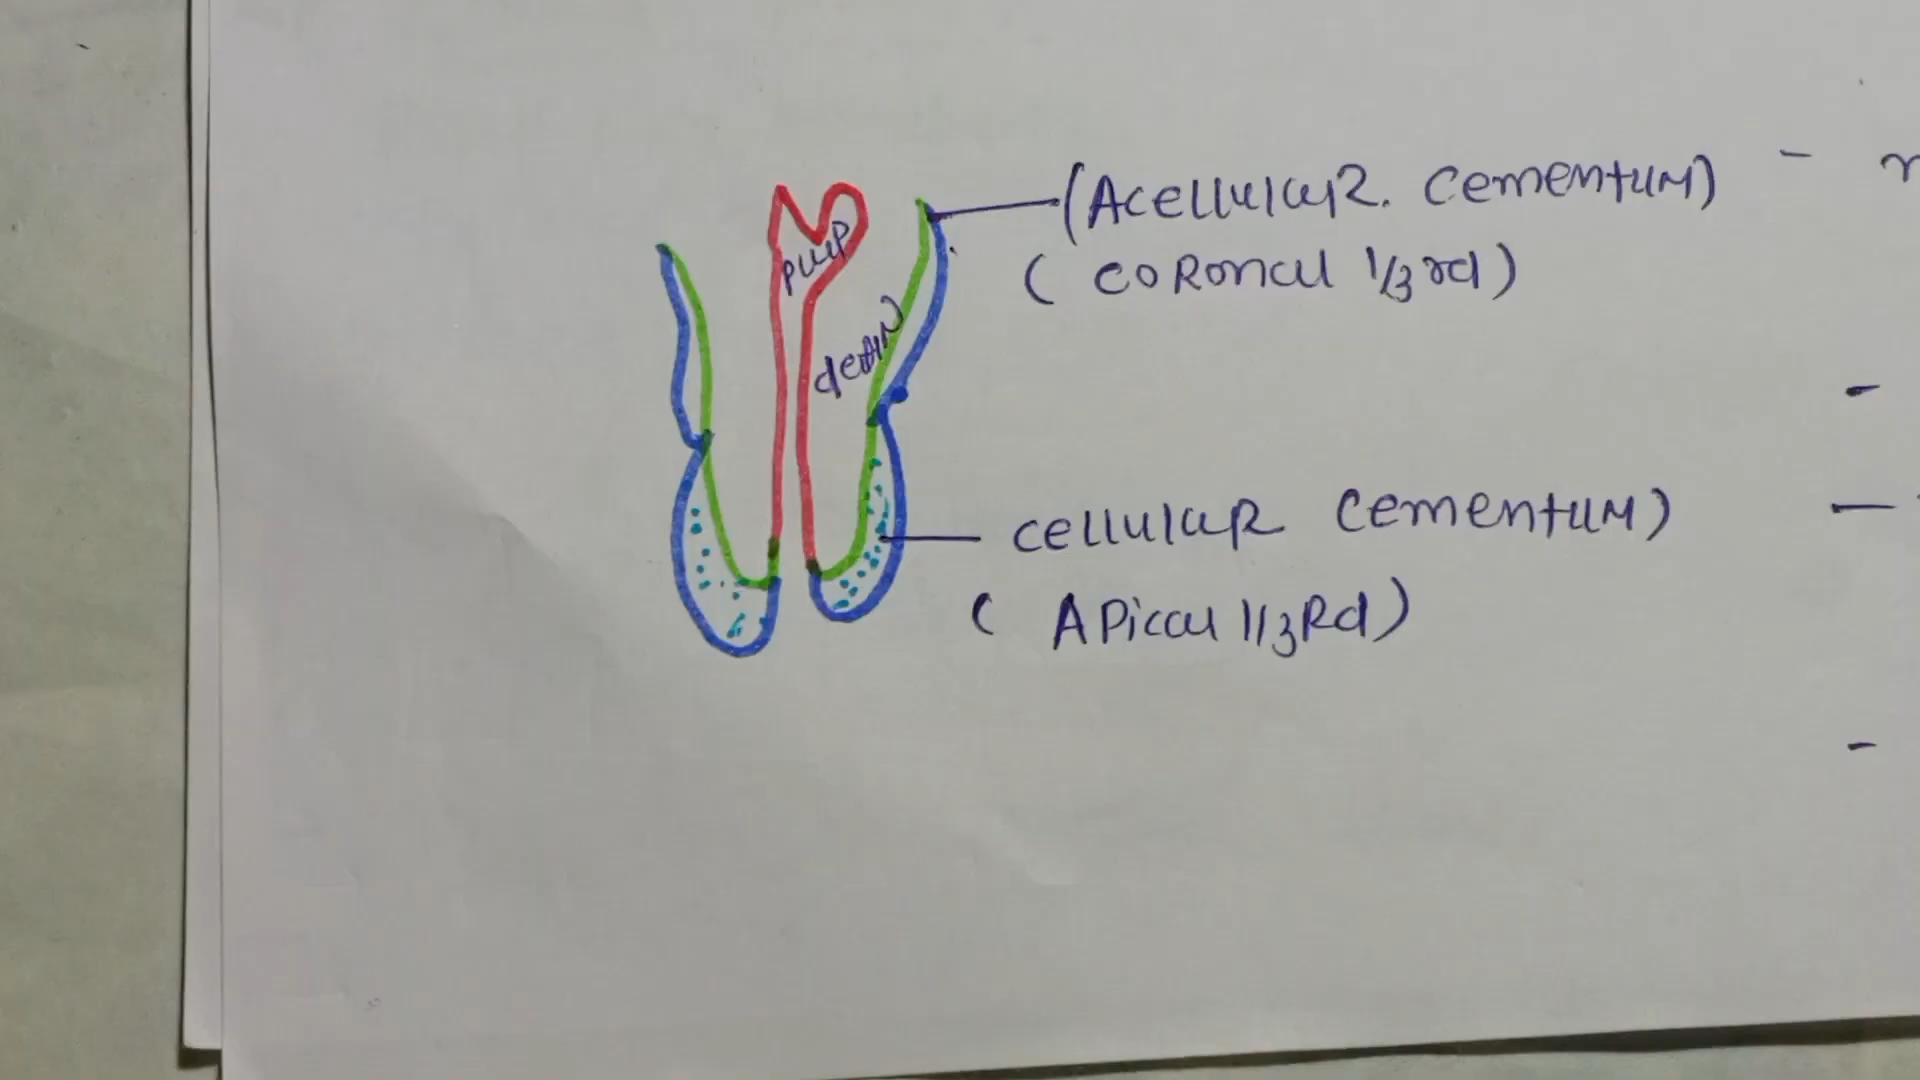 (Acellular. cementum) -
(coronal 1/3rd)
pulp
dentin
cellular cementum) -
(Apical 1/3Rd)
-
-